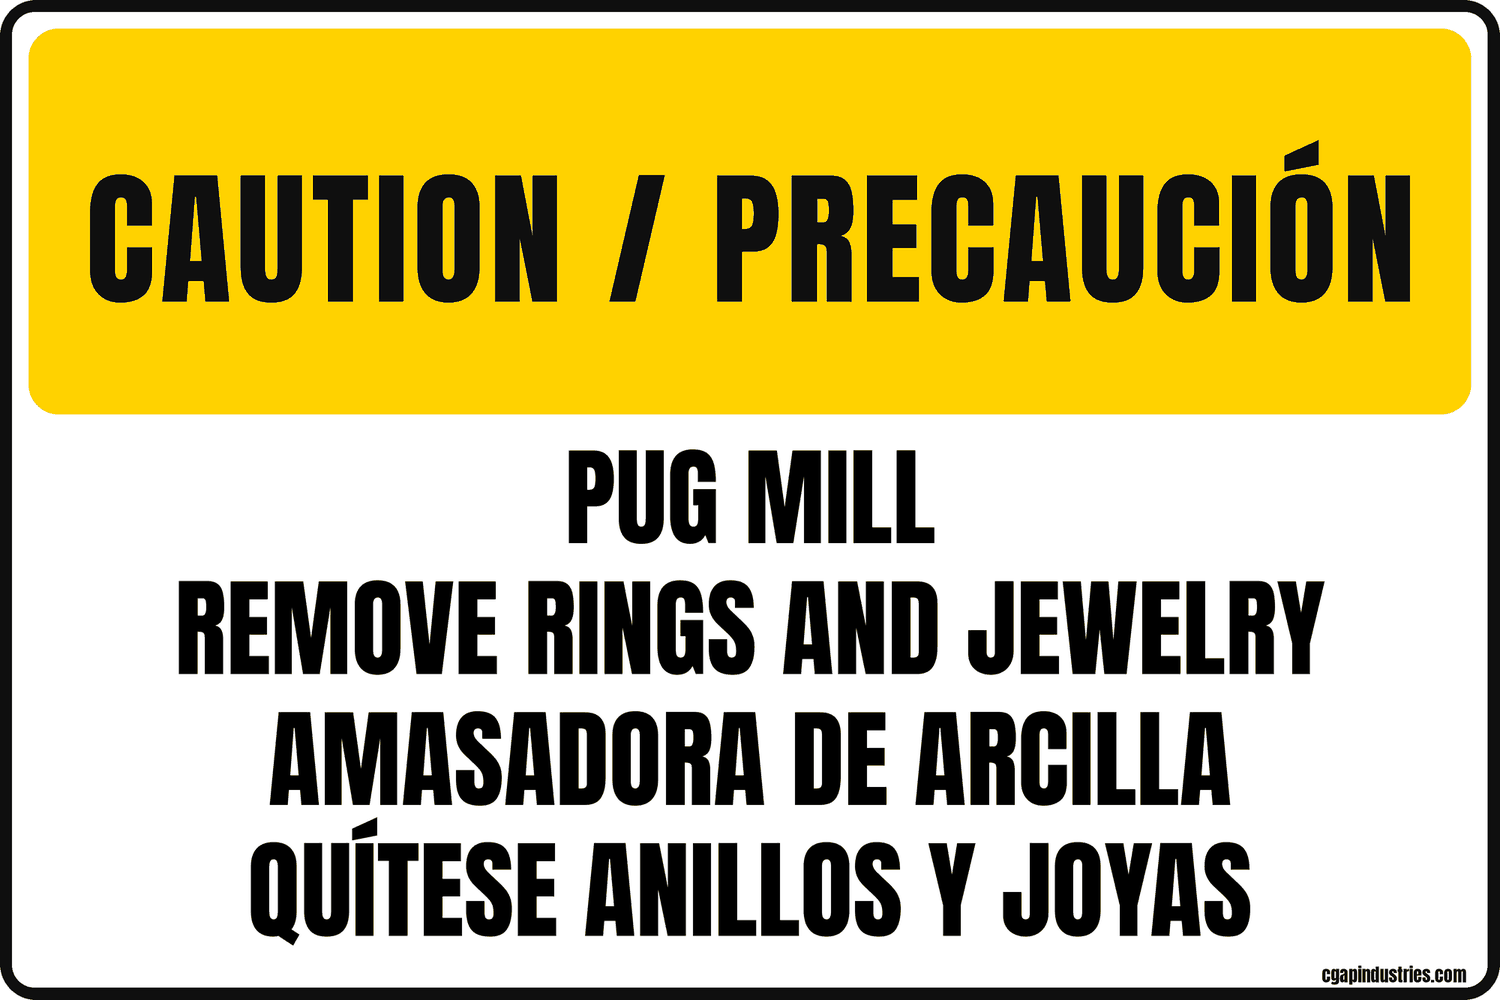 CAUTION / PRECAUCIÓN
PUG MILL
REMOVE RINGS AND JEWELRY
AMASADORA DE ARCILLA
QUÍTESE ANILLOS Y JOYAS
cgapindustries.com